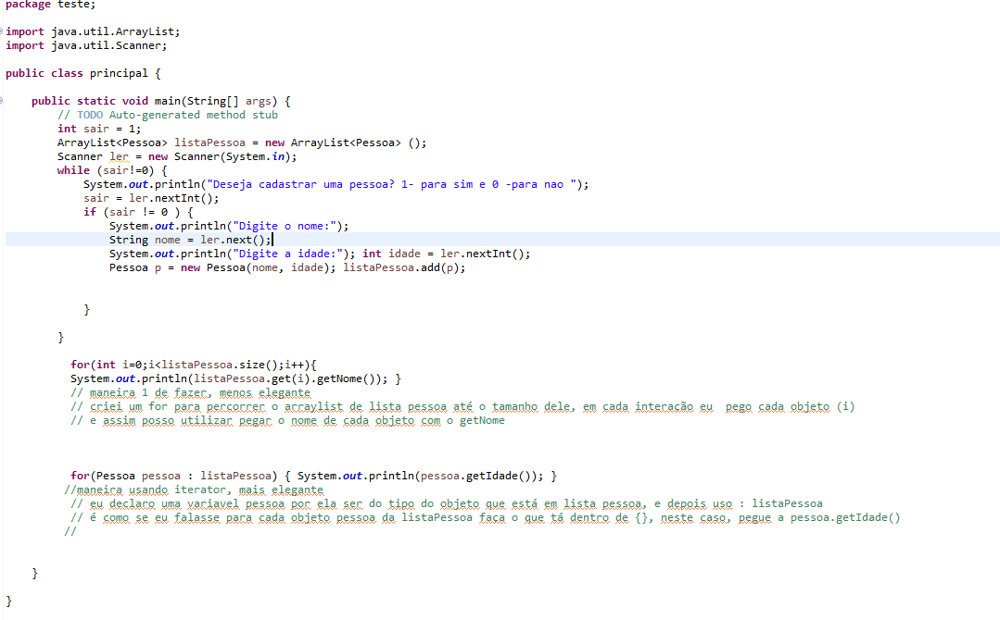 package teste;
import java.util.ArrayList;
import java.util.Scanner;
public class principal {
public static void main(String[] args) {
// TODO Auto-generated method stub
int sair = 1;
ArrayList<Pessoa> listaPessoa = new ArrayList<Pessoa> ();
Scanner ler = new Scanner(System.in);
while (sair!=0) {
System.out.println("Deseja cadastrar uma pessoa? 1- para sim e 0 -para nao ");
sair = ler.nextInt();
if (sair != 0 ) {
System.out.println("Digite o nome:");
String nome = ler.next();
System.out.println("Digite a idade:"); int idade = ler.nextInt();
Pessoa p = new Pessoa(nome, idade); listaPessoa.add(p);
}
}
for(int i=0;i<listaPessoa.size();i++){
System.out.println(listaPessoa.get(i).getNome()); }
// maneira 1 de fazer, menos elegante
// criei um for para percorrer o arraylist de lista pessoa até o tamanho dele, em cada interação eu  pego cada objeto (i)
// e assim posso utilizar pegar o nome de cada objeto com o getNome
for(Pessoa pessoa : listaPessoa) { System.out.println(pessoa.getIdade()); }
//maneira usando iterator, mais elegante
// eu declaro uma variavel pessoa por ela ser do tipo do objeto que está em lista pessoa, e depois uso : listaPessoa
// é como se eu falasse para cada objeto pessoa da listaPessoa faça o que tá dentro de {}, neste caso, pegue a pessoa.getIdade()
//
}
}